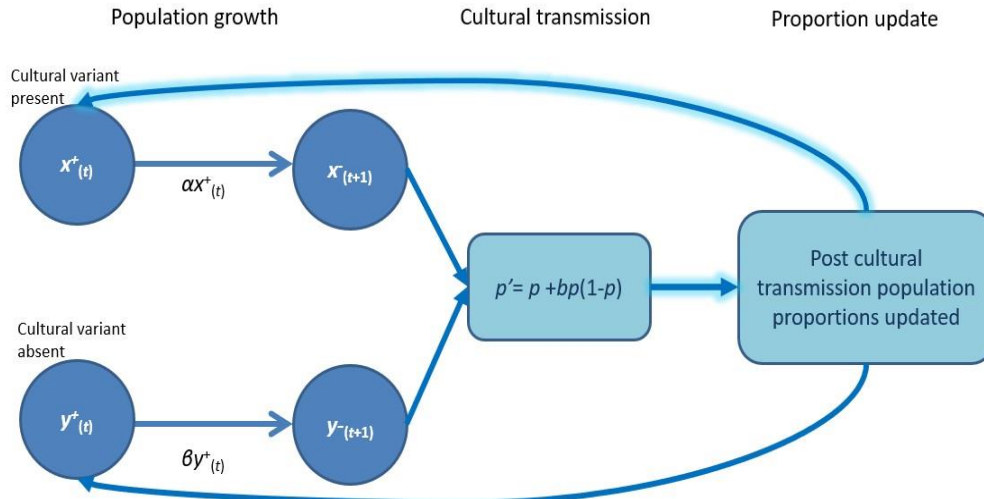 Population growth
Cultural transmission
Proportion update
Cultural variant
present
x⁺₍t₎
αx⁺₍t₎
x⁻₍t+1₎
p′= p +bp(1-p)
Post cultural
transmission population
proportions updated
Cultural variant
absent
y⁺₍t₎
βy⁺₍t₎
y⁻₍t+1₎